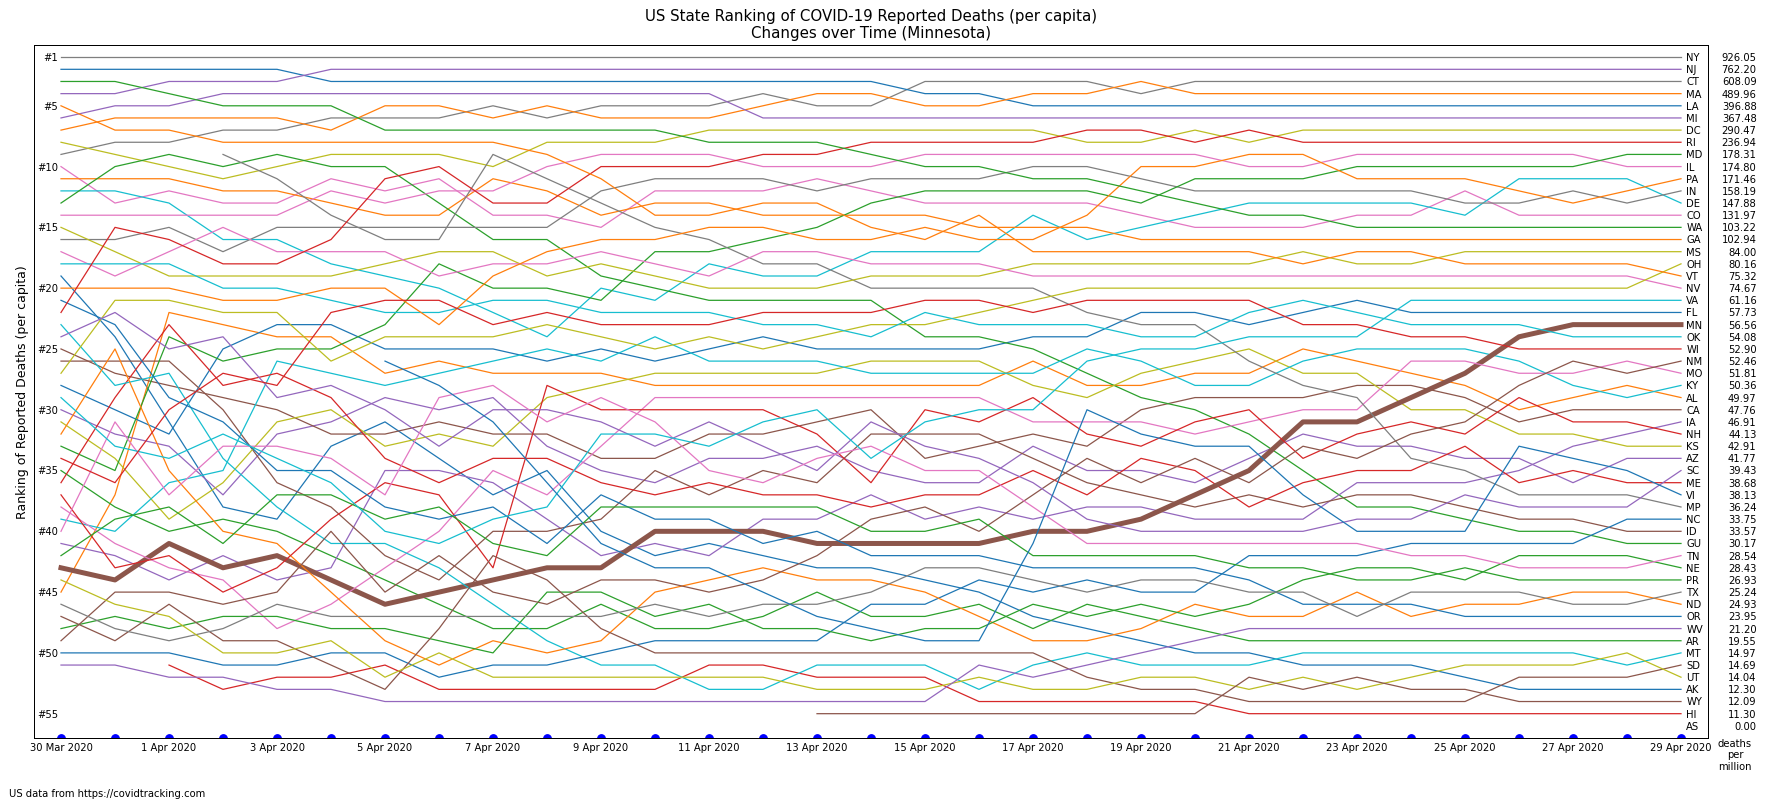 US State Ranking of COVID-19 Reported Deaths (per capita)
Changes over Time (Minnesota)
Ranking of Reported Deaths (per capita)
#1
#5
#10
#15
#20
#25
#30
#35
#40
#45
#50
#55
NY 926.05
NJ 762.20
CT 608.09
MA 489.96
LA 396.88
MI 367.48
DC 290.47
RI 236.94
MD 178.31
IL 174.80
PA 171.46
IN 158.19
DE 147.88
CO 131.97
WA 103.22
GA 102.94
MS 84.00
OH 80.16
VT 75.32
NV 74.67
VA 61.16
FL 57.73
MN 56.56
OK 54.08
WI 52.90
NM 52.46
MO 51.81
KY 50.36
AL 49.97
CA 47.76
IA 46.91
NH 44.13
KS 42.91
AZ 41.77
SC 39.43
ME 38.68
VI 38.13
MP 36.24
NC 33.75
ID 33.57
GU 30.17
TN 28.54
NE 28.43
PR 26.93
TX 25.24
ND 24.93
OR 23.95
WV 21.20
AR 19.55
MT 14.97
SD 14.69
UT 14.04
AK 12.30
WY 12.09
HI 11.30
AS 0.00
30 Mar 2020 1 Apr 2020 3 Apr 2020 5 Apr 2020 7 Apr 2020 9 Apr 2020 11 Apr 2020 13 Apr 2020 15 Apr 2020 17 Apr 2020 19 Apr 2020 21 Apr 2020 23 Apr 2020 25 Apr 2020 27 Apr 2020 29 Apr 2020
deaths
per
million
US data from https://covidtracking.com